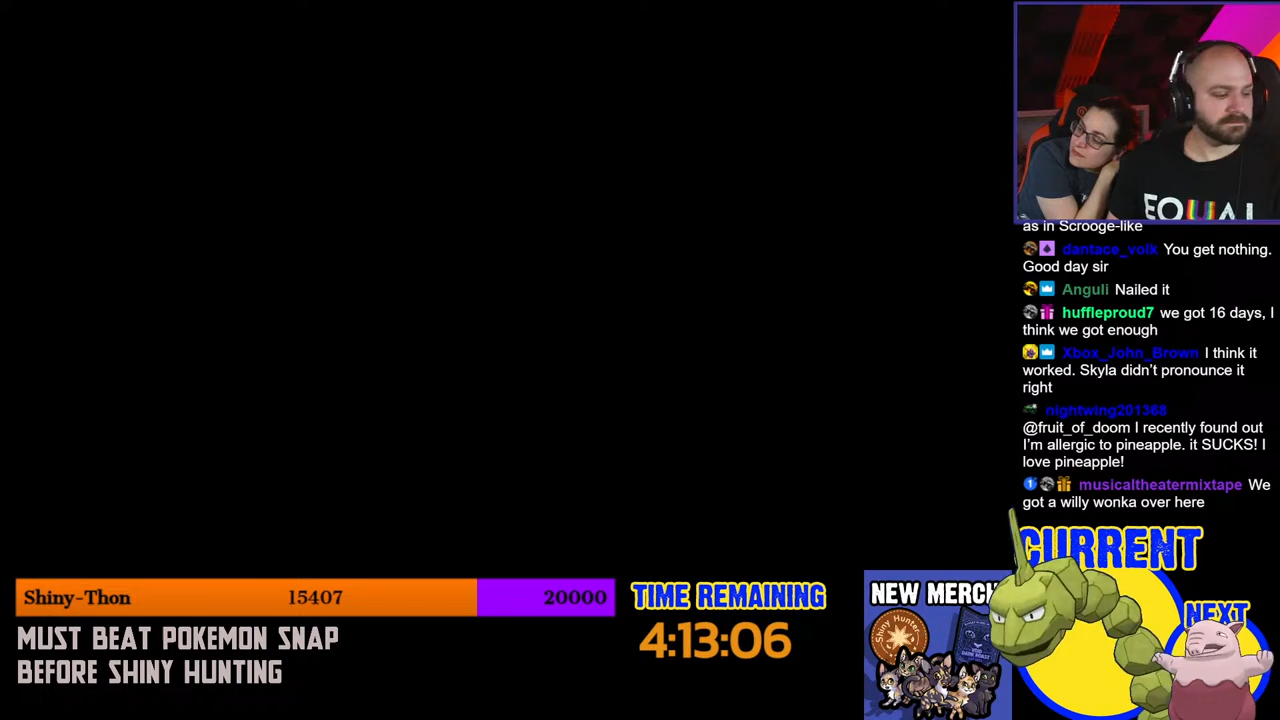 EQUAL
as in Scrooge-like
dantace_volx You get nothing.
Good day sir
Anguli Nailed it
huffleproud7 we got 16 days, I
think we got enough
Xbox_John_Brown I think it
worked. Skyla didn't pronounce it
right
nightwing201368
@fruit_of_doom I recently found out
I'm allergic to pineapple. it SUCKS! I
love pineapple!
musicaltheatermixtape We
got a willy wonka over here
CURRENT
NEXT
Shiny-Thon 15407 20000
MUST BEAT POKEMON SNAP
BEFORE SHINY HUNTING
TIME REMAINING
4:13:06
NEW MERCH
Shiny Hunter